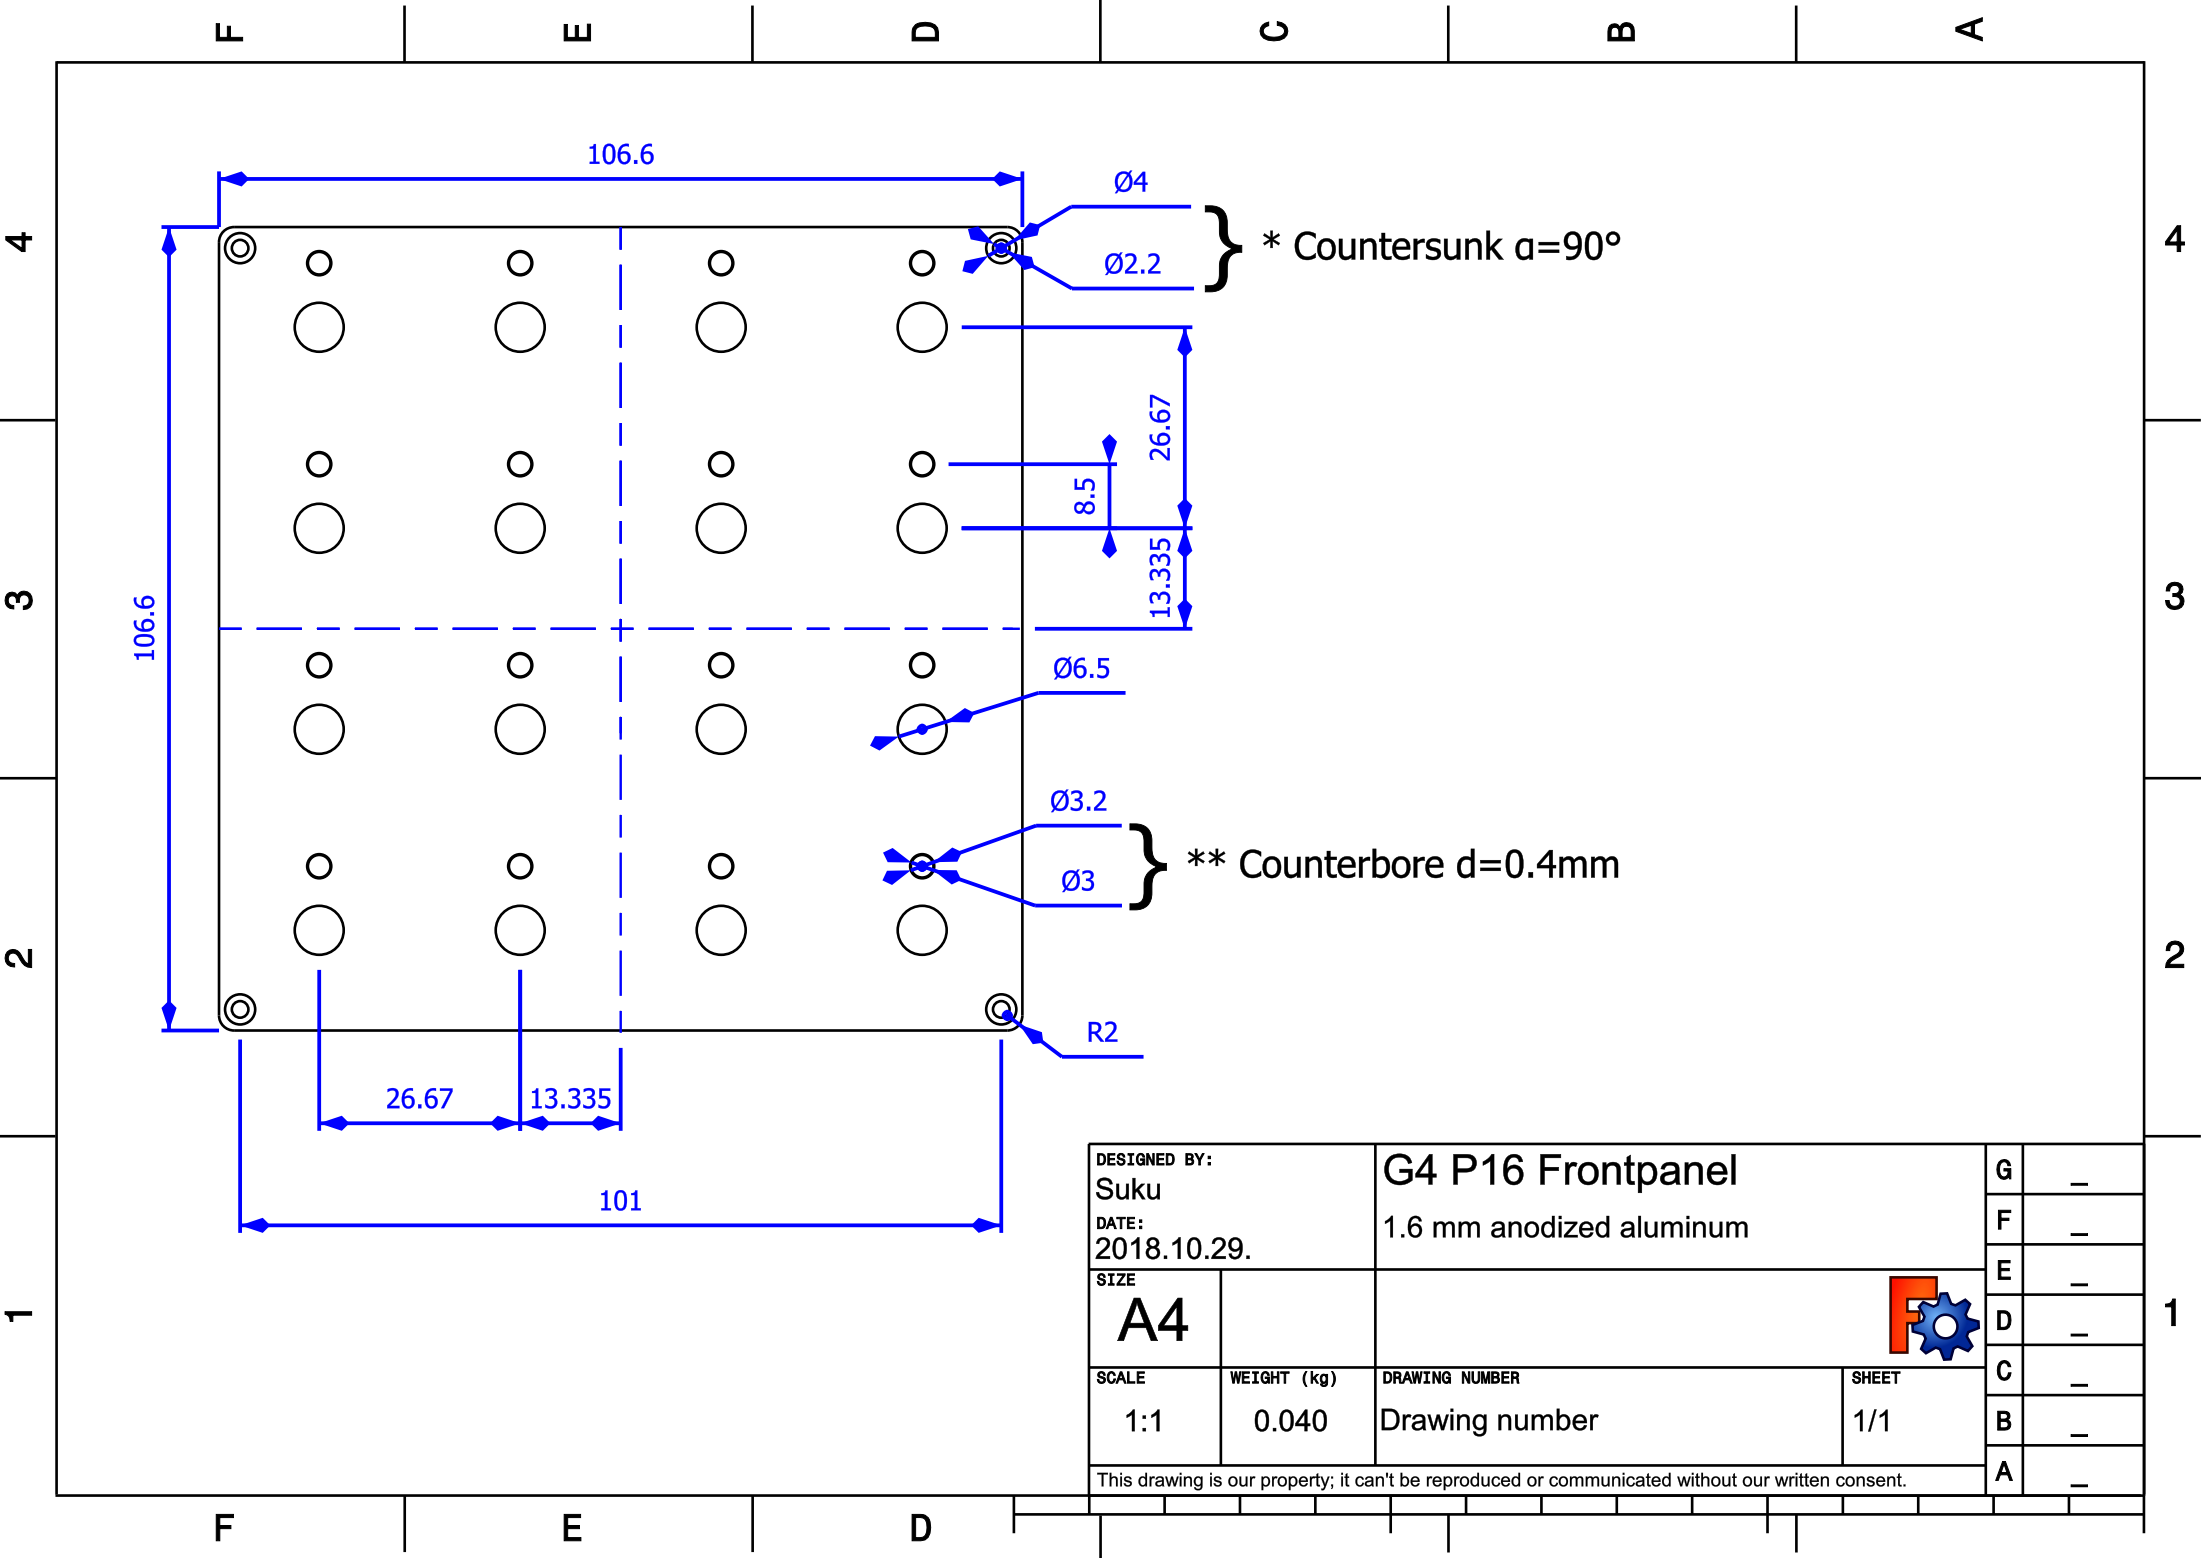 F E D C B A
106.6
Ø4
* Countersunk α=90°
Ø2.2
4 4
26.67
8.5
13.335
106.6
3 3
Ø6.5
Ø3.2
** Counterbore d=0.4mm
Ø3
2 2
R2
26.67 13.335
101
DESIGNED BY:
Suku
DATE:
2018.10.29.
G4 P16 Frontpanel
1.6 mm anodized aluminum
SIZE
A4
1 1
SCALE
1:1
WEIGHT (kg)
0.040
DRAWING NUMBER
Drawing number
SHEET
1/1
G _
F _
E _
D _
C _
B _
A _
This drawing is our property; it can't be reproduced or communicated without our written consent.
F E D